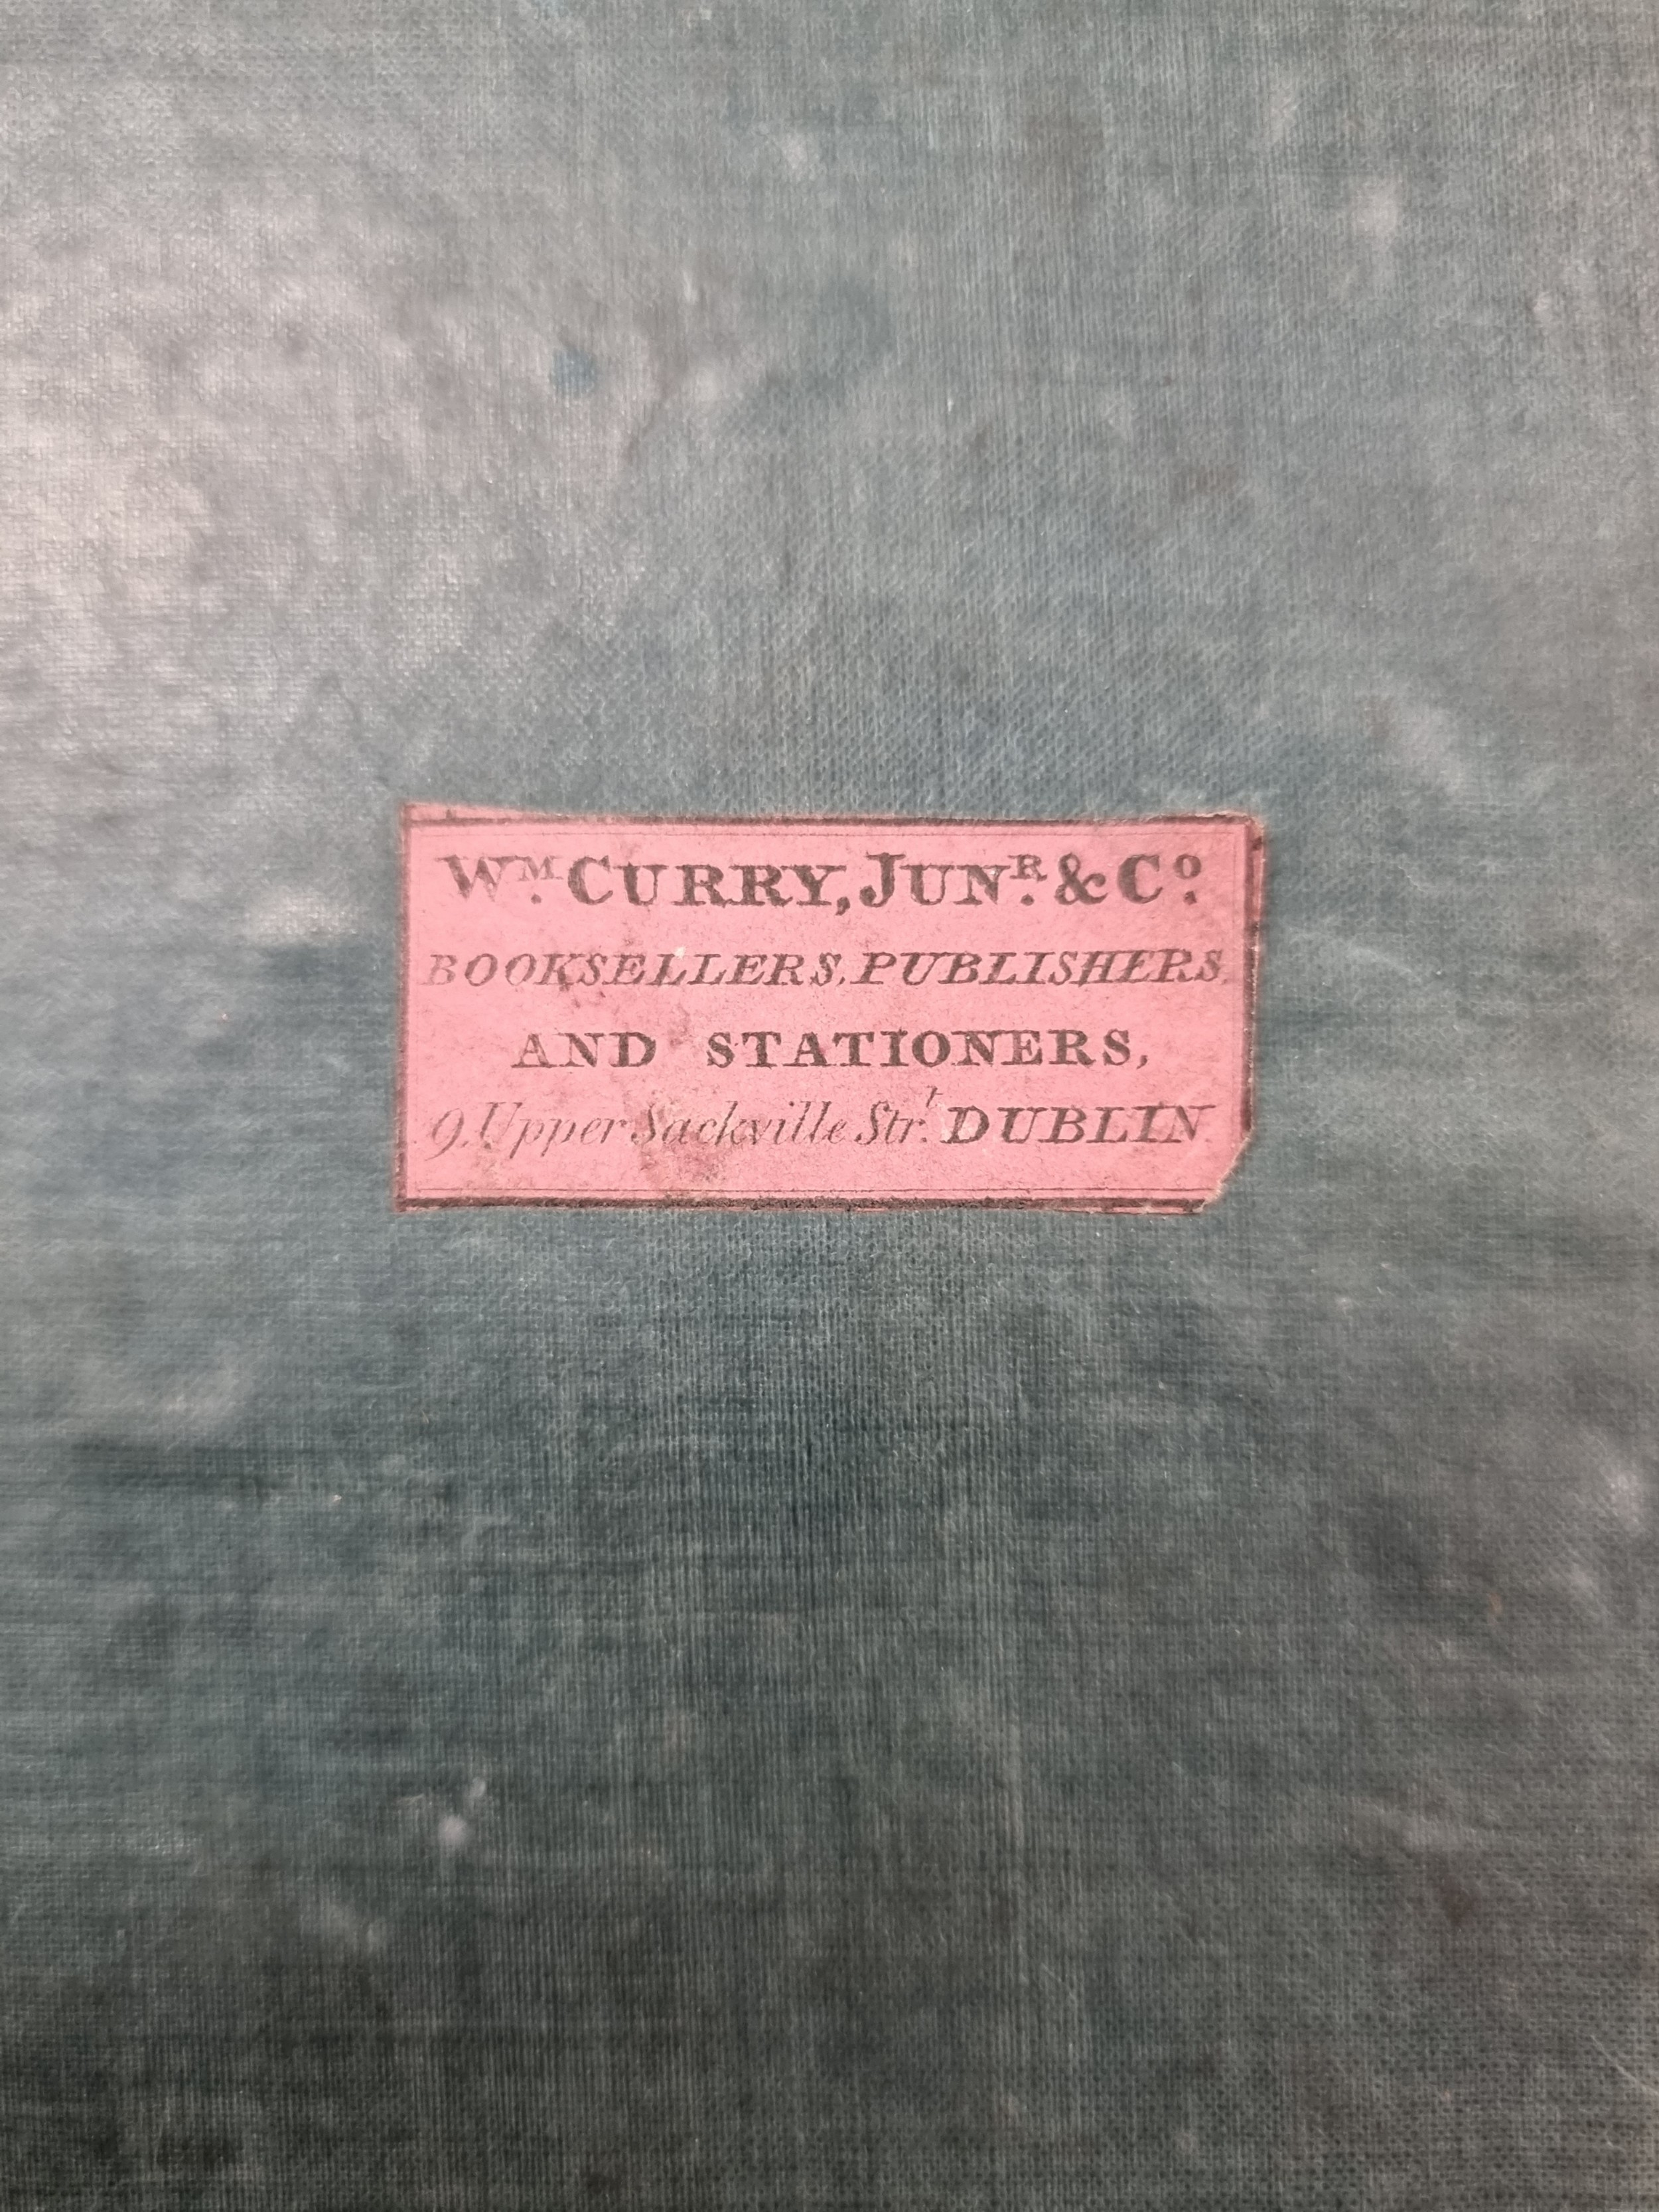 Wᴹ. CURRY, JUNᴿ. & Cº.
BOOKSELLERS, PUBLISHERS,
AND STATIONERS,
9, Upper Sackville Strᵗ. DUBLIN.